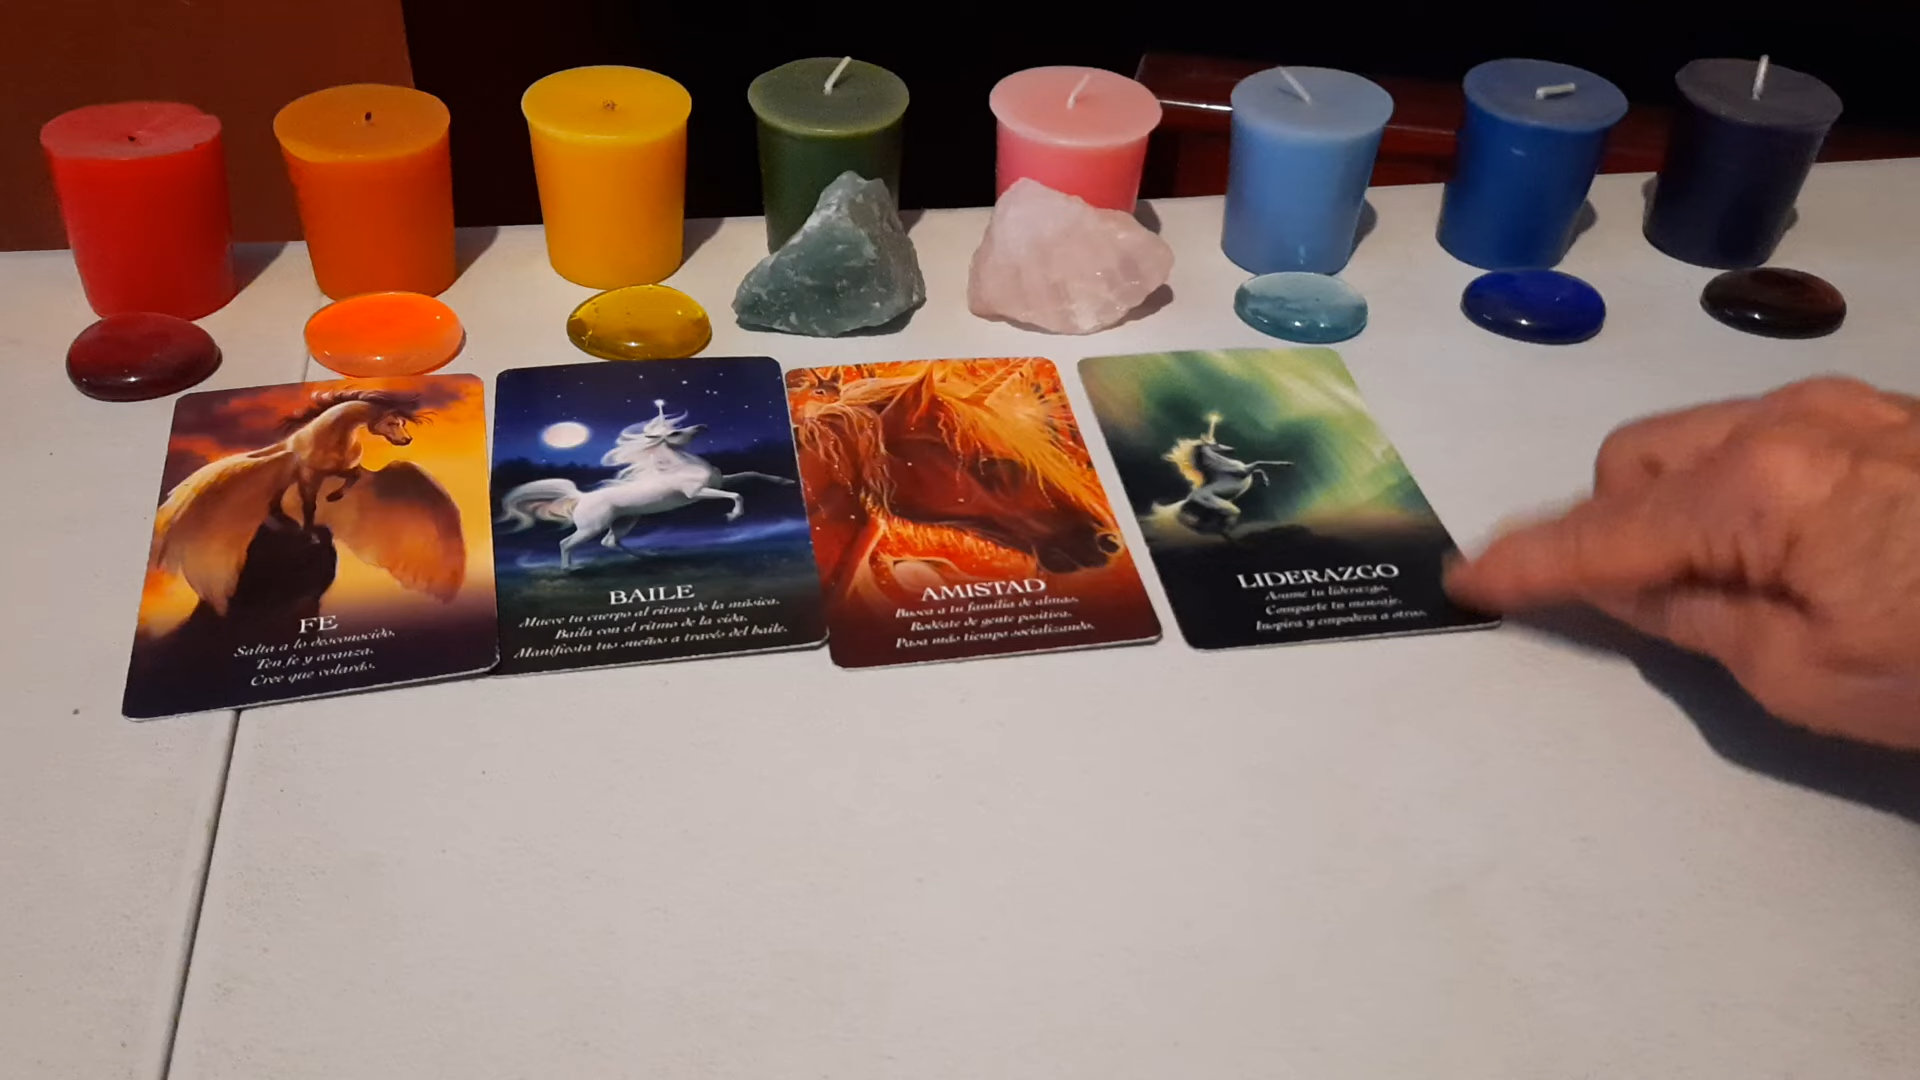 FE
Salta a lo desconocido.
Ten fe y avanza.
Cree que volarás.
BAILE
Mueve tu cuerpo al ritmo de la música.
Baila con el ritmo de la vida.
Manifiesta tus sueños a través del baile.
AMISTAD
Busca a tu familia de almas.
Rodéate de gente positiva.
Pasa más tiempo socializando.
LIDERAZGO
Asume tu liderazgo.
Comparte tu mensaje.
Inspira y empodera a otros.